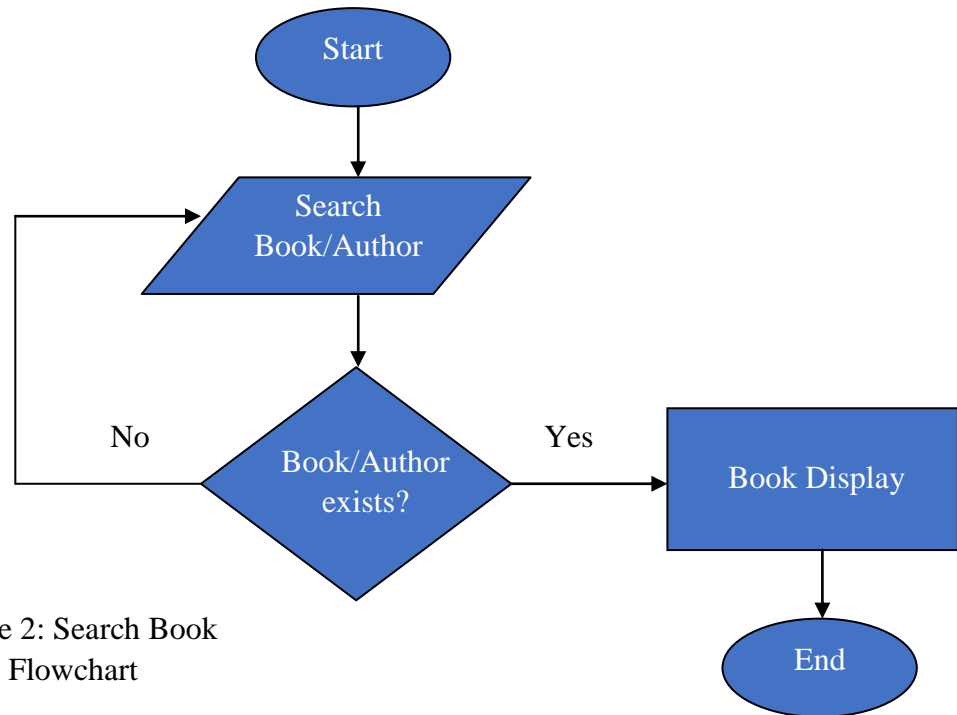 Start
Search
Book/Author
No
Yes
Book/Author
exists?
Book Display
e 2: Search Book
Flowchart
End